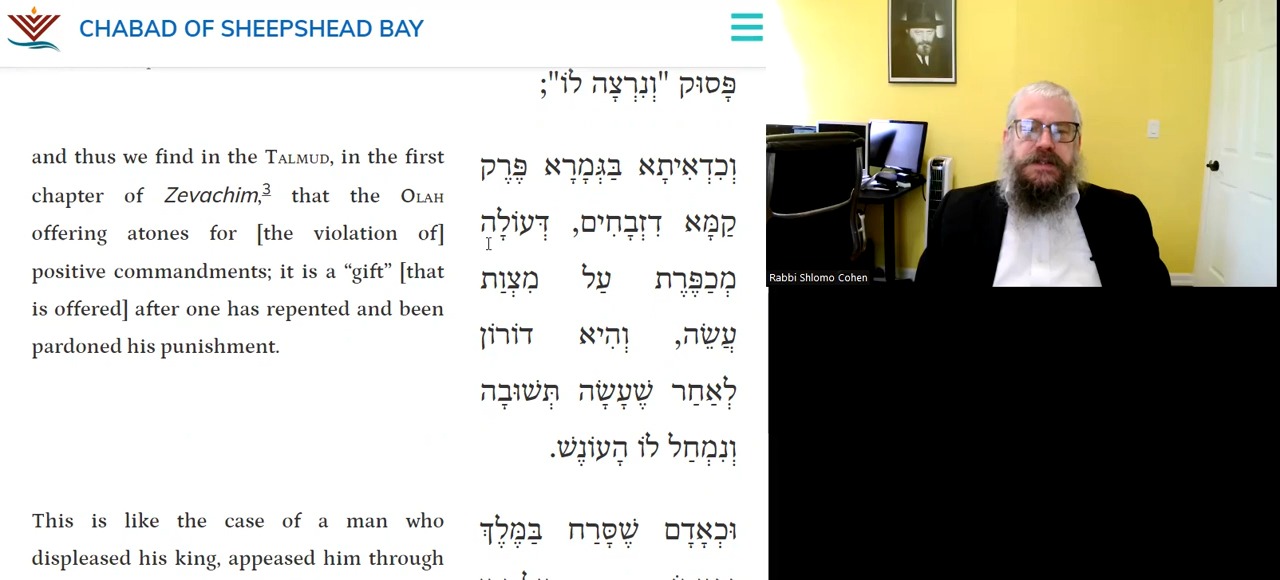 CHABAD OF SHEEPSHEAD BAY
פָּסוּק "וְנִרְצָה לוֹ";
and thus we find in the TALMUD, in the first
chapter of Zevachim,3 that the OLAH
offering atones for [the violation of]
positive commandments; it is a “gift” [that
is offered] after one has repented and been
pardoned his punishment.
וְכִדְאִיתָא בַּגְּמָרָא פֶּרֶק
קַמָּא דִזְבָחִים, דְּעוֹלָה
מְכַפֶּרֶת עַל מִצְוַת
עֲשֵׂה, וְהִיא דוֹרוֹן
לְאַחַר שֶׁעָשָׂה תְּשׁוּבָה
וְנִמְחַל לוֹ הָעוֹנֶשׁ.
This is like the case of a man who
displeased his king, appeased him through
וּכְאָדָם שֶׁסָּרַח בַּמֶּלֶךְ
Rabbi Shlomo Cohen